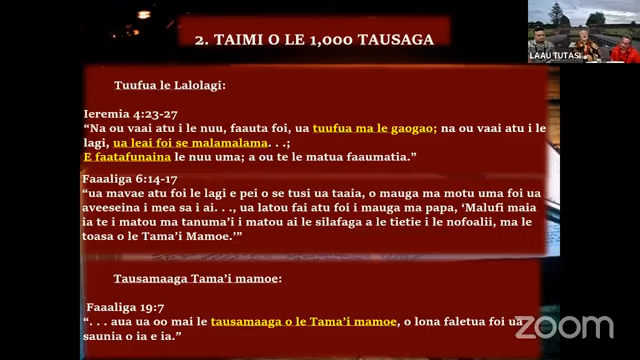 2. TAIMI O LE 1,000 TAUSAGA
LAAU TUTASI
Tuufua le Lalolagi:
Ieremia 4:23-27
“Na ou vaai atu i le nuu, faauta foi, ua tuufua ma le gaogao; na ou vaai atu i le
lagi, ua leai foi se malamalama. . .;
E faatafunaina le nuu uma; a ou te le matua faaumatia.”
Faaaliga 6:14-17
“ua mavae atu foi le lagi e pei o se tusi ua taaia, o mauga ma motu uma foi ua
aveeseina i mea sa i ai. . ., ua latou fai atu foi i mauga ma papa, ‘Malufi maia
ia te i matou ma tanuma’i i matou ai le silafaga a le tietie i le nofoalii, ma le
toasa o le Tama’i Mamoe.’”
Tausamaaga Tama’i mamoe:
Faaaliga 19:7
“. . . aua ua oo mai le tausamaaga o le Tama’i mamoe, o lona faletua foi ua
saunia o ia e ia.”
zoom